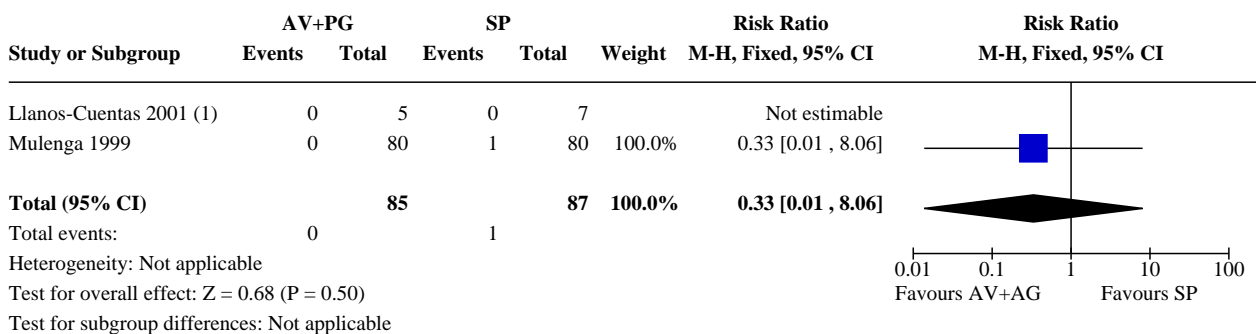 AV+PG SP Risk Ratio Risk Ratio
Study or Subgroup Events Total Events Total Weight M-H, Fixed, 95% CI M-H, Fixed, 95% CI
Llanos-Cuentas 2001 (1) 0 5 0 7 Not estimable
Mulenga 1999 0 80 1 80 100.0% 0.33 [0.01 , 8.06]
Total (95% CI) 85 87 100.0% 0.33 [0.01 , 8.06]
Total events: 0 1
Heterogeneity: Not applicable
0.01 0.1 1 10 100
Test for overall effect: Z = 0.68 (P = 0.50)
Favours AV+AG Favours SP
Test for subgroup differences: Not applicable